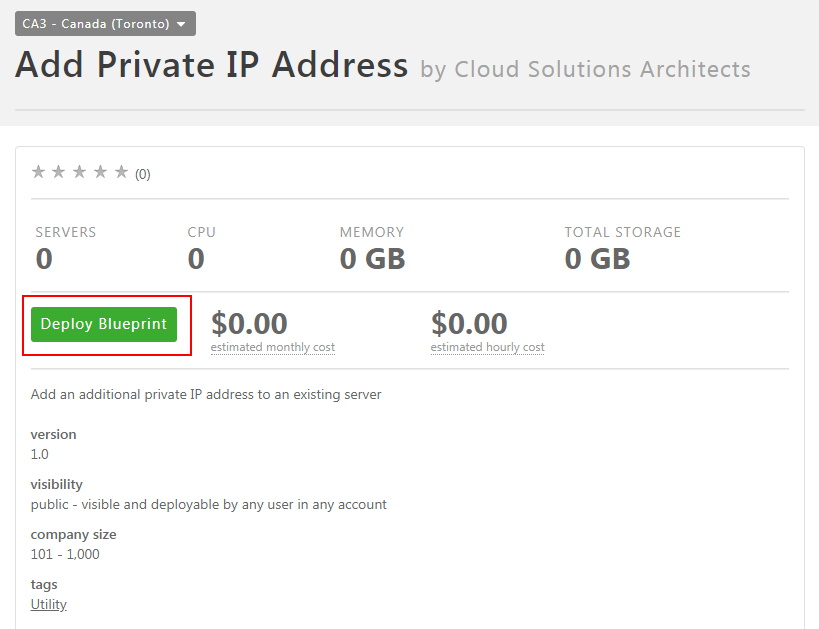 CA3 - Canada (Toronto)
Add Private IP Address by Cloud Solutions Architects
(0)
SERVERS CPU MEMORY TOTAL STORAGE
0 0 0 GB 0 GB
Deploy Blueprint $0.00 $0.00
estimated monthly cost estimated hourly cost
Add an additional private IP address to an existing server
version
1.0
visibility
public - visible and deployable by any user in any account
company size
101 - 1,000
tags
Utility